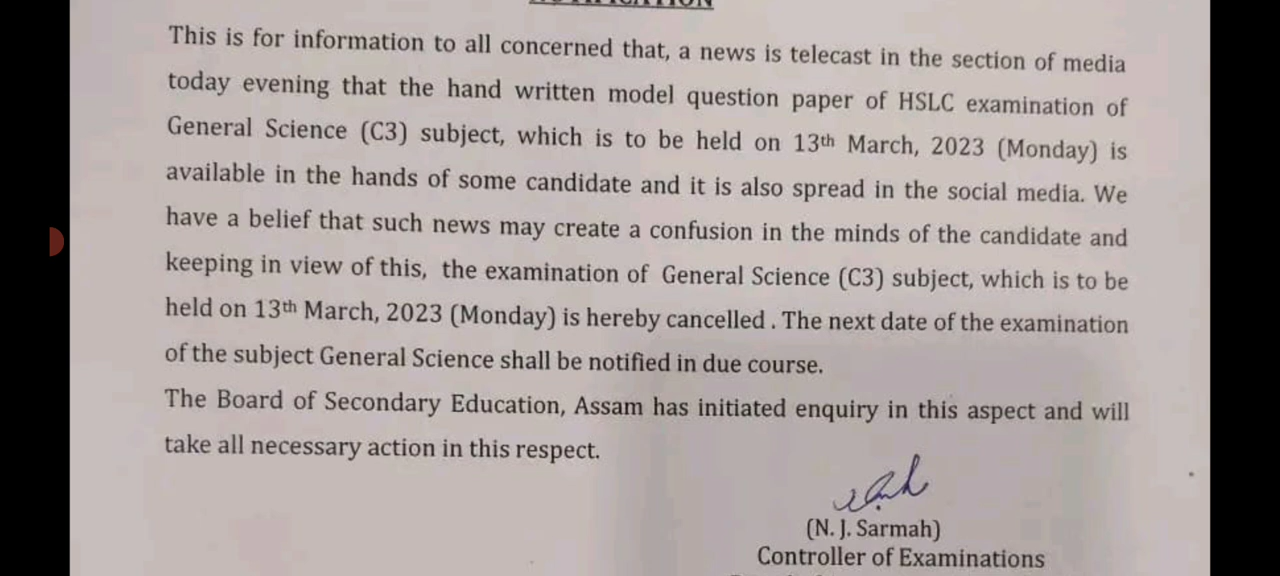 This is for information to all concerned that, a news is telecast in the section of media
today evening that the hand written model question paper of HSLC examination of
General Science (C3) subject, which is to be held on 13th March, 2023 (Monday) is
available in the hands of some candidate and it is also spread in the social media. We
have a belief that such news may create a confusion in the minds of the candidate and
keeping in view of this, the examination of General Science (C3) subject, which is to be
held on 13th March, 2023 (Monday) is hereby cancelled . The next date of the examination
of the subject General Science shall be notified in due course.
The Board of Secondary Education, Assam has initiated enquiry in this aspect and will
take all necessary action in this respect.
(N. J. Sarmah)
Controller of Examinations